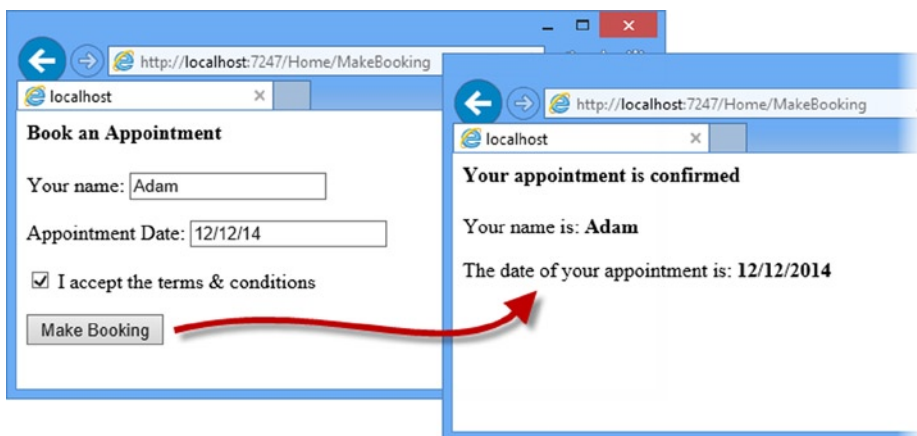 http://localhost:7247/Home/MakeBooking
localhost
Book an Appointment
Your name: Adam
Appointment Date: 12/12/14
I accept the terms & conditions
Make Booking
http://localhost:7247/Home/MakeBooking
localhost
Your appointment is confirmed
Your name is: Adam
The date of your appointment is: 12/12/2014